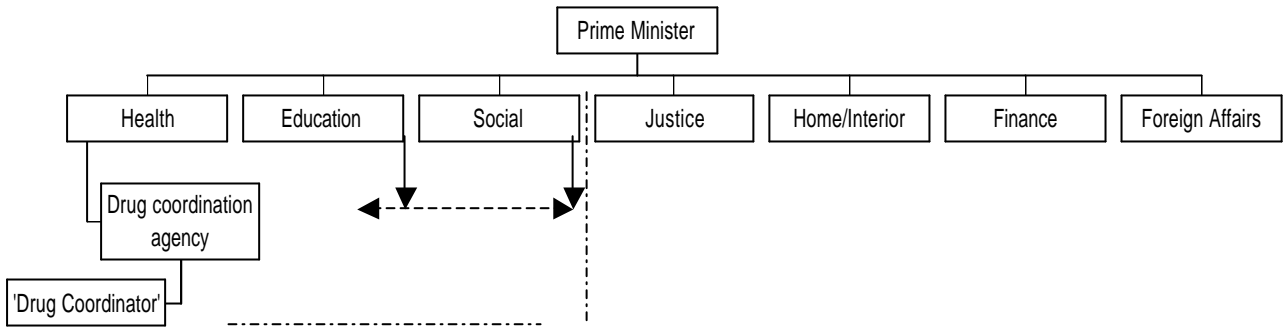 Prime Minister
Health
Education
Social
Justice
Home/Interior
Finance
Foreign Affairs
Drug coordination
agency
'Drug Coordinator'